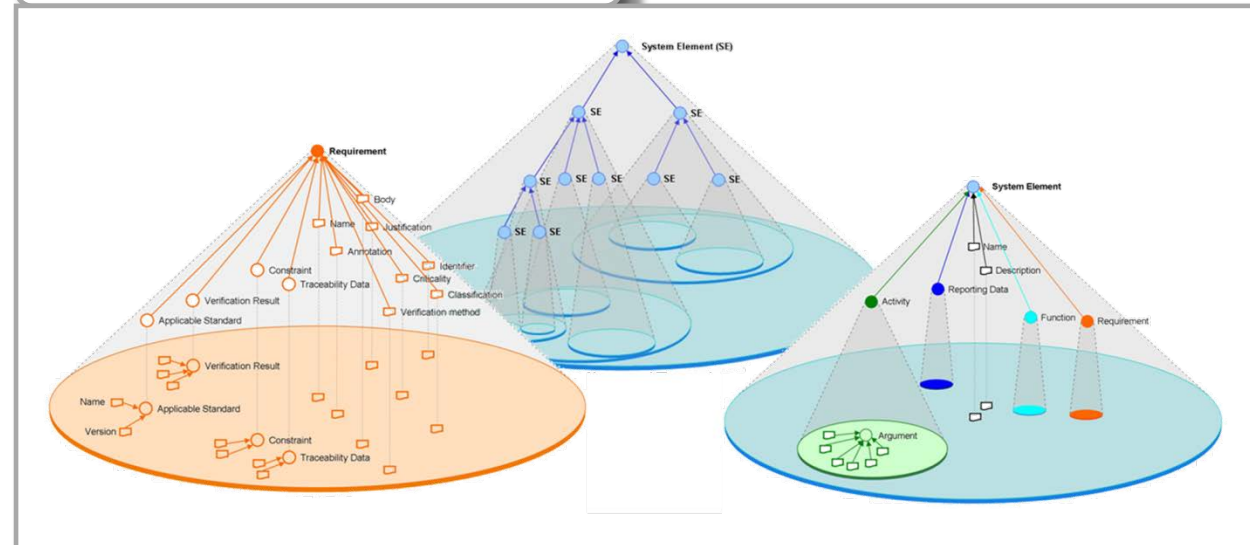 System Element (SE)
SE
SE
SE
SE
SE
SE
SE
SE
SE
Requirement
Body
Name
Justification
Annotation
Identifier
Constraint
Criticality
Traceability Data
Classification
Verification Result
Verification method
Applicable Standard
Verification Result
Name
Applicable Standard
Version
Constraint
Traceability Data
System Element
Name
Description
Reporting Data
Activity
Function
Requirement
Argument